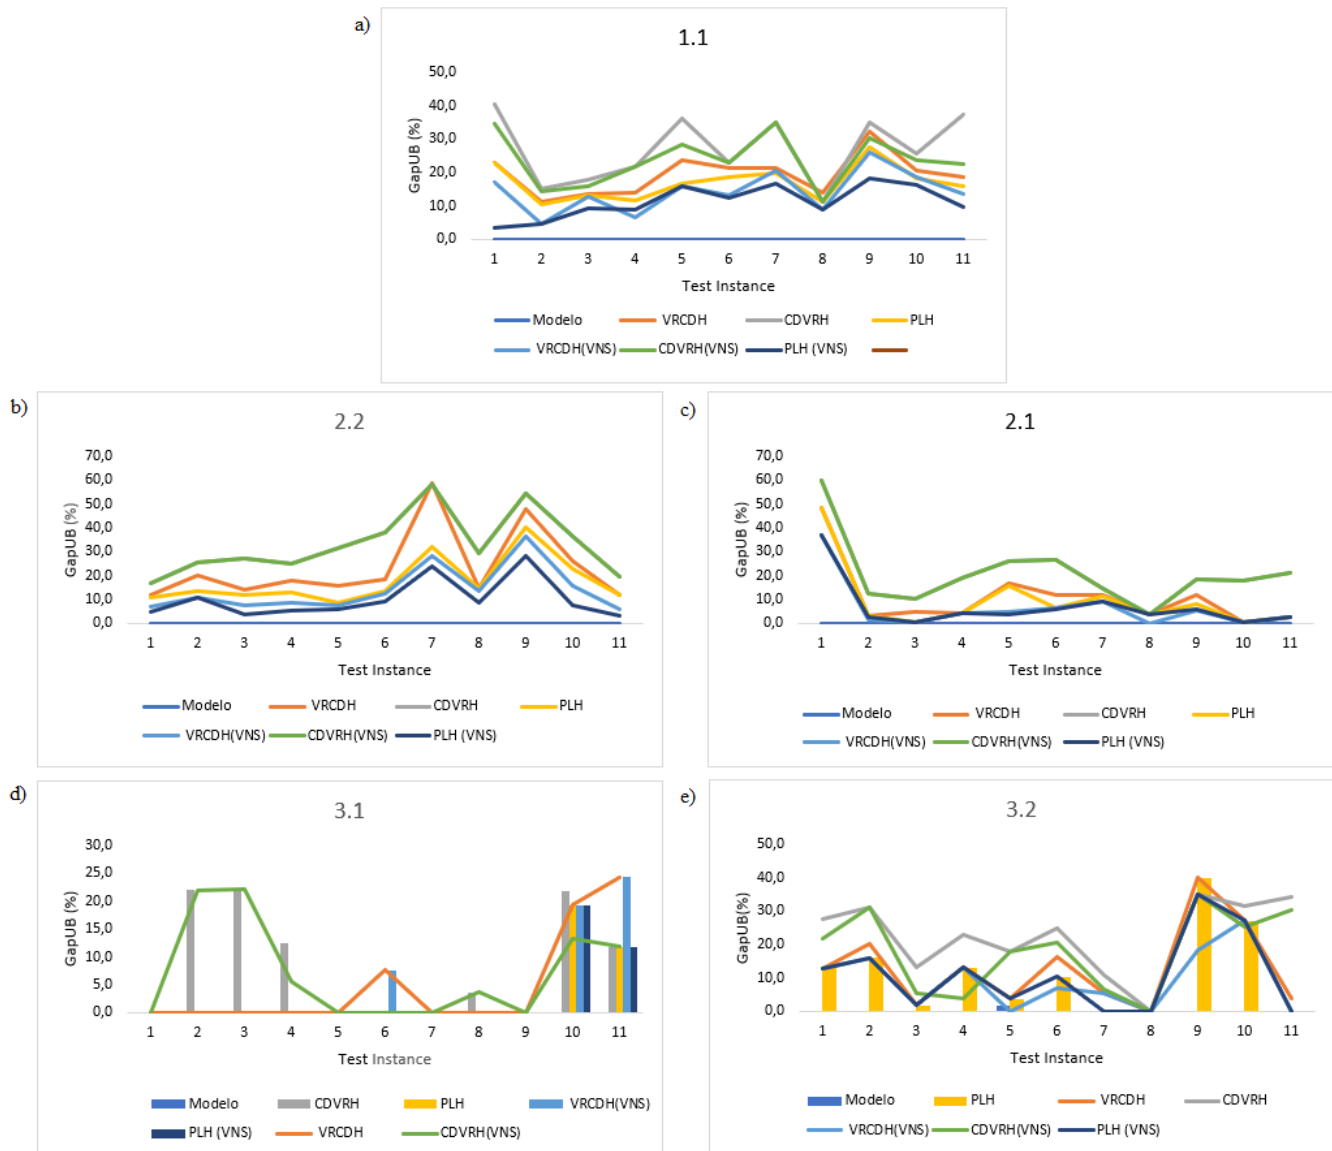 a)
1.1
50,0
40,0
30,0
20,0
10,0
0,0
GapUB (%)
1 2 3 4 5 6 7 8 9 10 11
Test Instance
Modelo VRCDH CDVRH PLH
VRCDH(VNS) CDVRH(VNS) PLH (VNS)
b)
2.2
70,0
60,0
50,0
40,0
30,0
20,0
10,0
0,0
GapUB (%)
1 2 3 4 5 6 7 8 9 10 11
Test Instance
Modelo VRCDH CDVRH PLH
VRCDH(VNS) CDVRH(VNS) PLH (VNS)
c)
2.1
70,0
60,0
50,0
40,0
30,0
20,0
10,0
0,0
GapUB (%)
1 2 3 4 5 6 7 8 9 10 11
Test Instance
Modelo VRCDH CDVRH PLH
VRCDH(VNS) CDVRH(VNS) PLH (VNS)
d)
3.1
30,0
25,0
20,0
15,0
10,0
5,0
0,0
GapUB (%)
1 2 3 4 5 6 7 8 9 10 11
Test Instance
Modelo CDVRH PLH VRCDH(VNS)
PLH (VNS) VRCDH CDVRH(VNS)
e)
3.2
50,0
40,0
30,0
20,0
10,0
0,0
GapUB(%)
1 2 3 4 5 6 7 8 9 10 11
Test Instance
Modelo PLH VRCDH CDVRH
VRCDH(VNS) CDVRH(VNS) PLH (VNS)